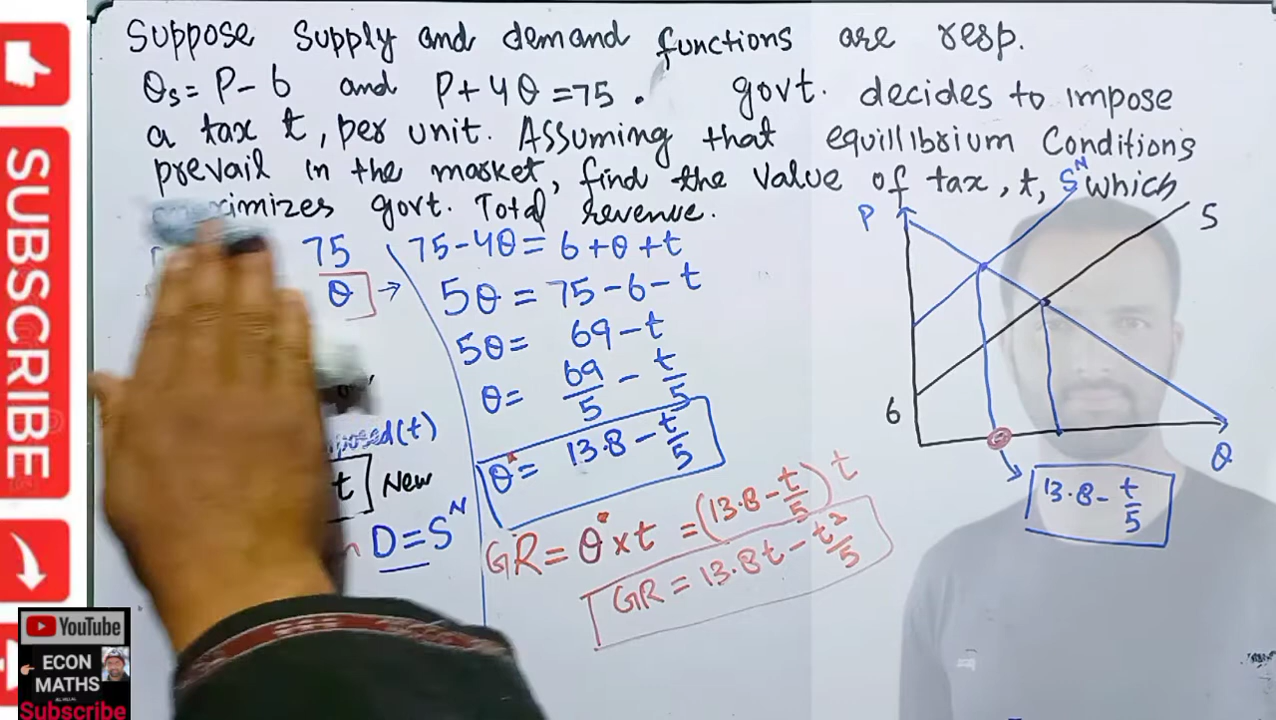 Suppose Supply and demand functions are resp.
Qs = P - 6 and P + 4Q = 75. govt. decides to impose
a tax t, per unit. Assuming that equilibrium Conditions
prevail in the market, find the value of tax, t, which
govt. Total revenue.
75
Q
posed(t)
t New
D = S^N
75 - 4Q = 6 + Q + t
5Q = 75 - 6 - t
5Q = 69 - t
Q = 69/5 - t/5
Q* = 13.8 - t/5
GR = Q* × t = (13.8 - t/5) t
GR = 13.8t - t²/5
S^N
S
P
6
Q
13.8 - t/5
SUBSCRIBE
YouTube
ECON
MATHS
Subscribe